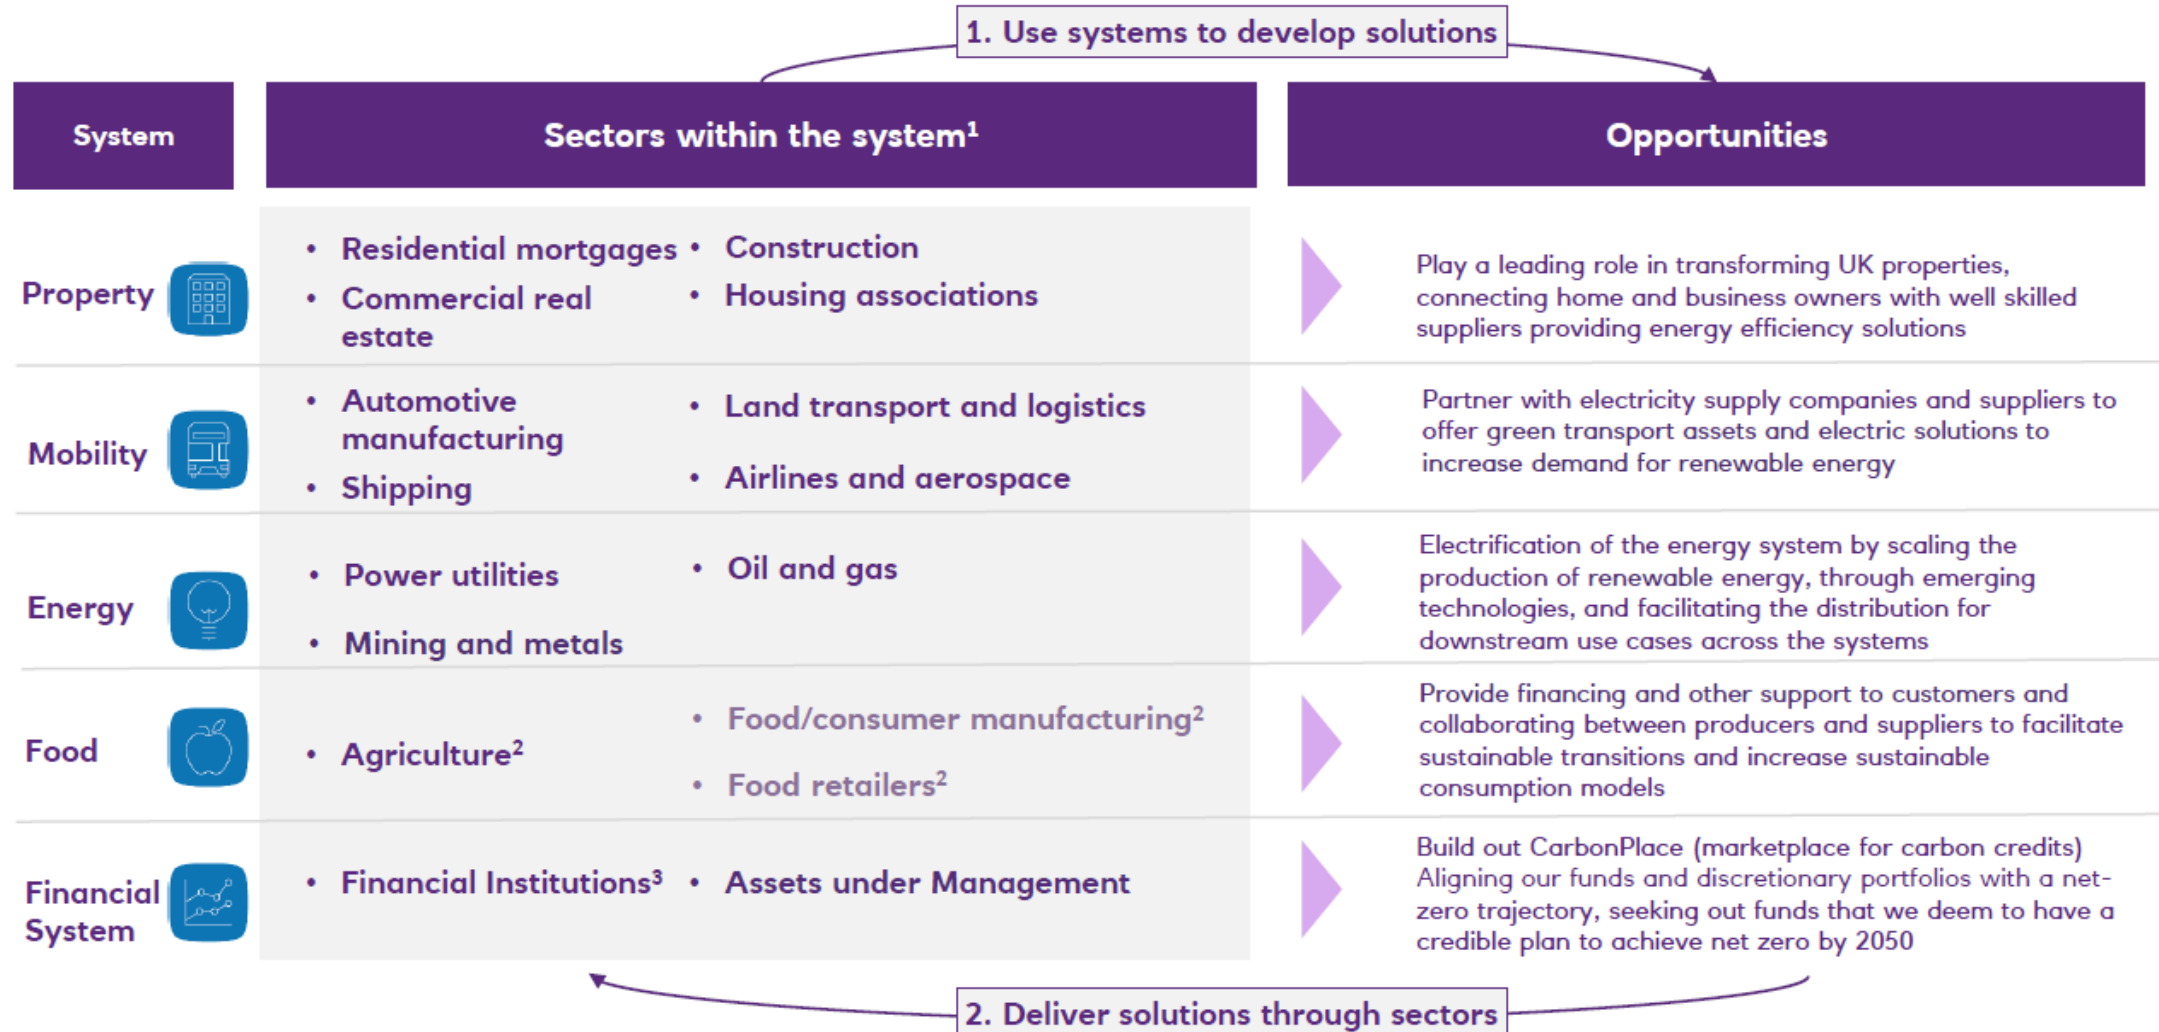 1. Use systems to develop solutions
System
Sectors within the system¹
Opportunities
Property
• Residential mortgages
• Commercial real
estate
• Construction
• Housing associations
Play a leading role in transforming UK properties,
connecting home and business owners with well skilled
suppliers providing energy efficiency solutions
Mobility
• Automotive
manufacturing
• Shipping
• Land transport and logistics
• Airlines and aerospace
Partner with electricity supply companies and suppliers to
offer green transport assets and electric solutions to
increase demand for renewable energy
Energy
• Power utilities
• Mining and metals
• Oil and gas
Electrification of the energy system by scaling the
production of renewable energy, through emerging
technologies, and facilitating the distribution for
downstream use cases across the systems
Food
• Agriculture²
• Food/consumer manufacturing²
• Food retailers²
Provide financing and other support to customers and
collaborating between producers and suppliers to facilitate
sustainable transitions and increase sustainable
consumption models
Financial
System
• Financial Institutions³
• Assets under Management
Build out CarbonPlace (marketplace for carbon credits)
Aligning our funds and discretionary portfolios with a net-
zero trajectory, seeking out funds that we deem to have a
credible plan to achieve net zero by 2050
2. Deliver solutions through sectors